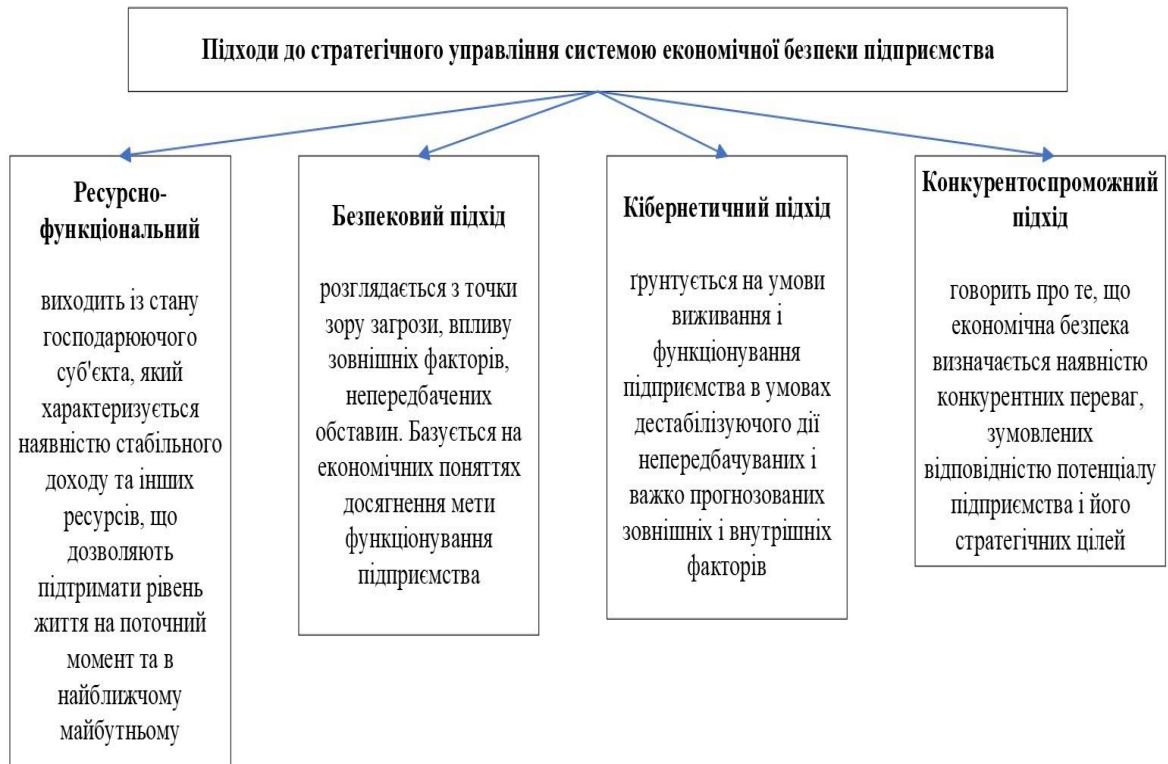 Підходи до стратегічного управління системою економічної безпеки підприємства
Ресурсно-
функціональний
виходить із стану
господарюючого
суб'єкта, який
характеризується
наявністю стабільного
доходу та інших
ресурсів, що
дозволяють
підтримати рівень
життя на поточний
момент та в
найближчому
майбутньому
Безпековий підхід
розглядається з точки
зору загрози, впливу
зовнішніх факторів,
непередбачених
обставин. Базується на
економічних поняттях
досягнення мети
функціонування
підприємства
Кібернетичний підхід
ґрунтується на умови
виживання і
функціонування
підприємства в умовах
дестабілізуючого дії
непередбачуваних і
важко прогнозованих
зовнішніх і внутрішніх
факторів
Конкурентоспроможний
підхід
говорить про те, що
економічна безпека
визначається наявністю
конкурентних переваг,
зумовлених
відповідністю потенціалу
підприємства і його
стратегічних цілей